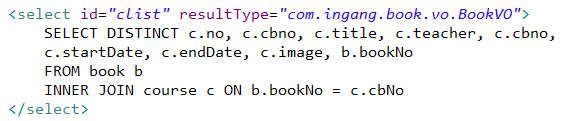 <select id="clist" resultType="com.ingang.book.vo.BookVO">
SELECT DISTINCT c.no, c.cbno, c.title, c.teacher, c.cbno,
c.startDate, c.endDate, c.image, b.bookNo
FROM book b
INNER JOIN course c ON b.bookNo = c.cbNo
</select>